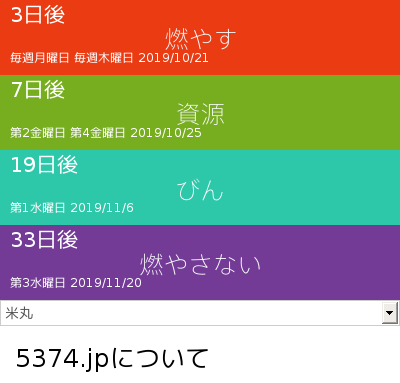 3日後
燃やす
毎週月曜日 毎週木曜日 2019/10/21
7日後
資源
第2金曜日 第4金曜日 2019/10/25
19日後
びん
第1水曜日 2019/11/6
33日後
燃やさない
第3水曜日 2019/11/20
米丸
5374.jpについて